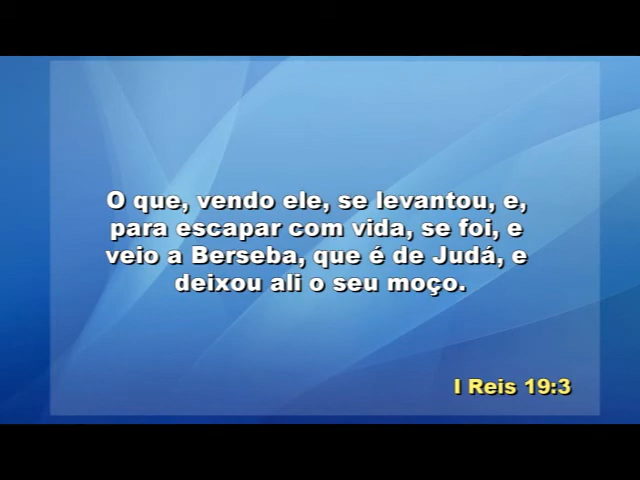 O que, vendo ele, se levantou, e,
para escapar com vida, se foi, e
veio a Berseba, que é de Judá, e
deixou ali o seu moço.
I Reis 19:3